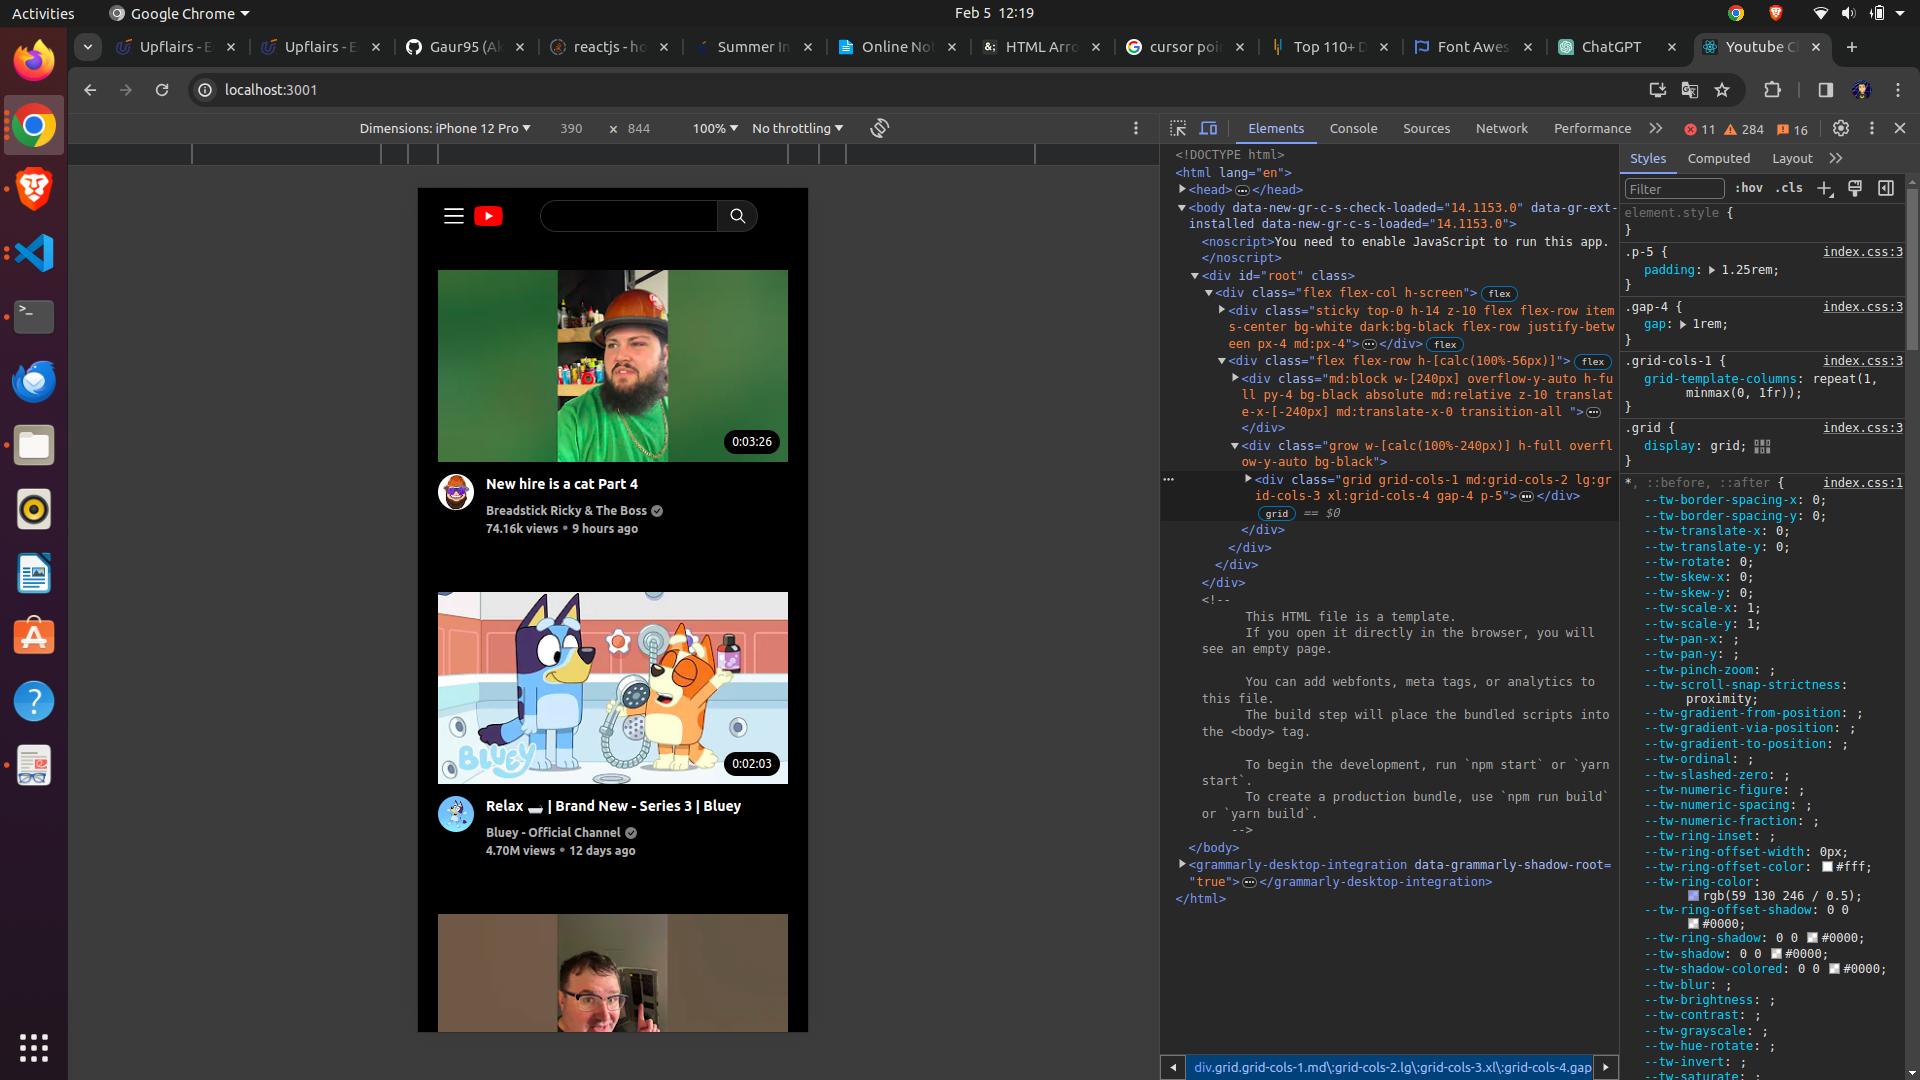 Activities
Google Chrome
Feb 5 12:19
Upflairs - E
Upflairs - E
Gaur95 (A
reactjs - ho
Summer In
Online Not
HTML Arro
cursor poi
Top 110+ D
Font Awes
ChatGPT
Youtube C
localhost:3001
Dimensions: iPhone 12 Pro
390 × 844
100%
No throttling
0:03:26
New hire is a cat Part 4
Breadstick Ricky & The Boss
74.16k views • 9 hours ago
BLUEY
0:02:03
Relax 🛁 | Brand New - Series 3 | Bluey
Bluey - Official Channel
4.70M views • 12 days ago
Elements
Console
Sources
Network
Performance
11
284
16
<!DOCTYPE html>
<html lang="en">
<head>…</head>
<body data-new-gr-c-s-check-loaded="14.1153.0" data-gr-ext-
installed data-new-gr-c-s-loaded="14.1153.0">
<noscript>You need to enable JavaScript to run this app.
</noscript>
<div id="root" class>
<div class="flex flex-col h-screen"> flex
<div class="sticky top-0 h-14 z-10 flex flex-row item
s-center bg-white dark:bg-black flex-row justify-betw
een px-4 md:px-4">…</div> flex
<div class="flex flex-row h-[calc(100%-56px)]"> flex
<div class="md:block w-[240px] overflow-y-auto h-fu
ll py-4 bg-black absolute md:relative z-10 translat
e-x-[-240px] md:translate-x-0 transition-all ">…
</div>
<div class="grow w-[calc(100%-240px)] h-full overfl
ow-y-auto bg-black">
<div class="grid grid-cols-1 md:grid-cols-2 lg:gr
id-cols-3 xl:grid-cols-4 gap-4 p-5">…</div>
grid == $0
</div>
</div>
</div>
</div>
<!--
This HTML file is a template.
If you open it directly in the browser, you will
see an empty page.
You can add webfonts, meta tags, or analytics to
this file.
The build step will place the bundled scripts into
the <body> tag.
To begin the development, run `npm start` or `yarn
start`.
To create a production bundle, use `npm run build`
or `yarn build`.
-->
</body>
<grammarly-desktop-integration data-grammarly-shadow-root=
"true">…</grammarly-desktop-integration>
</html>
div.grid.grid-cols-1.md\:grid-cols-2.lg\:grid-cols-3.xl\:grid-cols-4.gap
Styles
Computed
Layout
Filter
:hov
.cls
element.style {
}
.p-5 { index.css:3
padding: 1.25rem;
}
.gap-4 { index.css:3
gap: 1rem;
}
.grid-cols-1 { index.css:3
grid-template-columns: repeat(1,
minmax(0, 1fr));
}
.grid { index.css:3
display: grid;
}
*, ::before, ::after { index.css:1
--tw-border-spacing-x: 0;
--tw-border-spacing-y: 0;
--tw-translate-x: 0;
--tw-translate-y: 0;
--tw-rotate: 0;
--tw-skew-x: 0;
--tw-skew-y: 0;
--tw-scale-x: 1;
--tw-scale-y: 1;
--tw-pan-x: ;
--tw-pan-y: ;
--tw-pinch-zoom: ;
--tw-scroll-snap-strictness:
proximity;
--tw-gradient-from-position: ;
--tw-gradient-via-position: ;
--tw-gradient-to-position: ;
--tw-ordinal: ;
--tw-slashed-zero: ;
--tw-numeric-figure: ;
--tw-numeric-spacing: ;
--tw-numeric-fraction: ;
--tw-ring-inset: ;
--tw-ring-offset-width: 0px;
--tw-ring-offset-color: #fff;
--tw-ring-color:
rgb(59 130 246 / 0.5);
--tw-ring-offset-shadow: 0 0
#0000;
--tw-ring-shadow: 0 0 #0000;
--tw-shadow: 0 0 #0000;
--tw-shadow-colored: 0 0 #0000;
--tw-blur: ;
--tw-brightness: ;
--tw-contrast: ;
--tw-grayscale: ;
--tw-hue-rotate: ;
--tw-invert: ;
--tw-saturate: ;